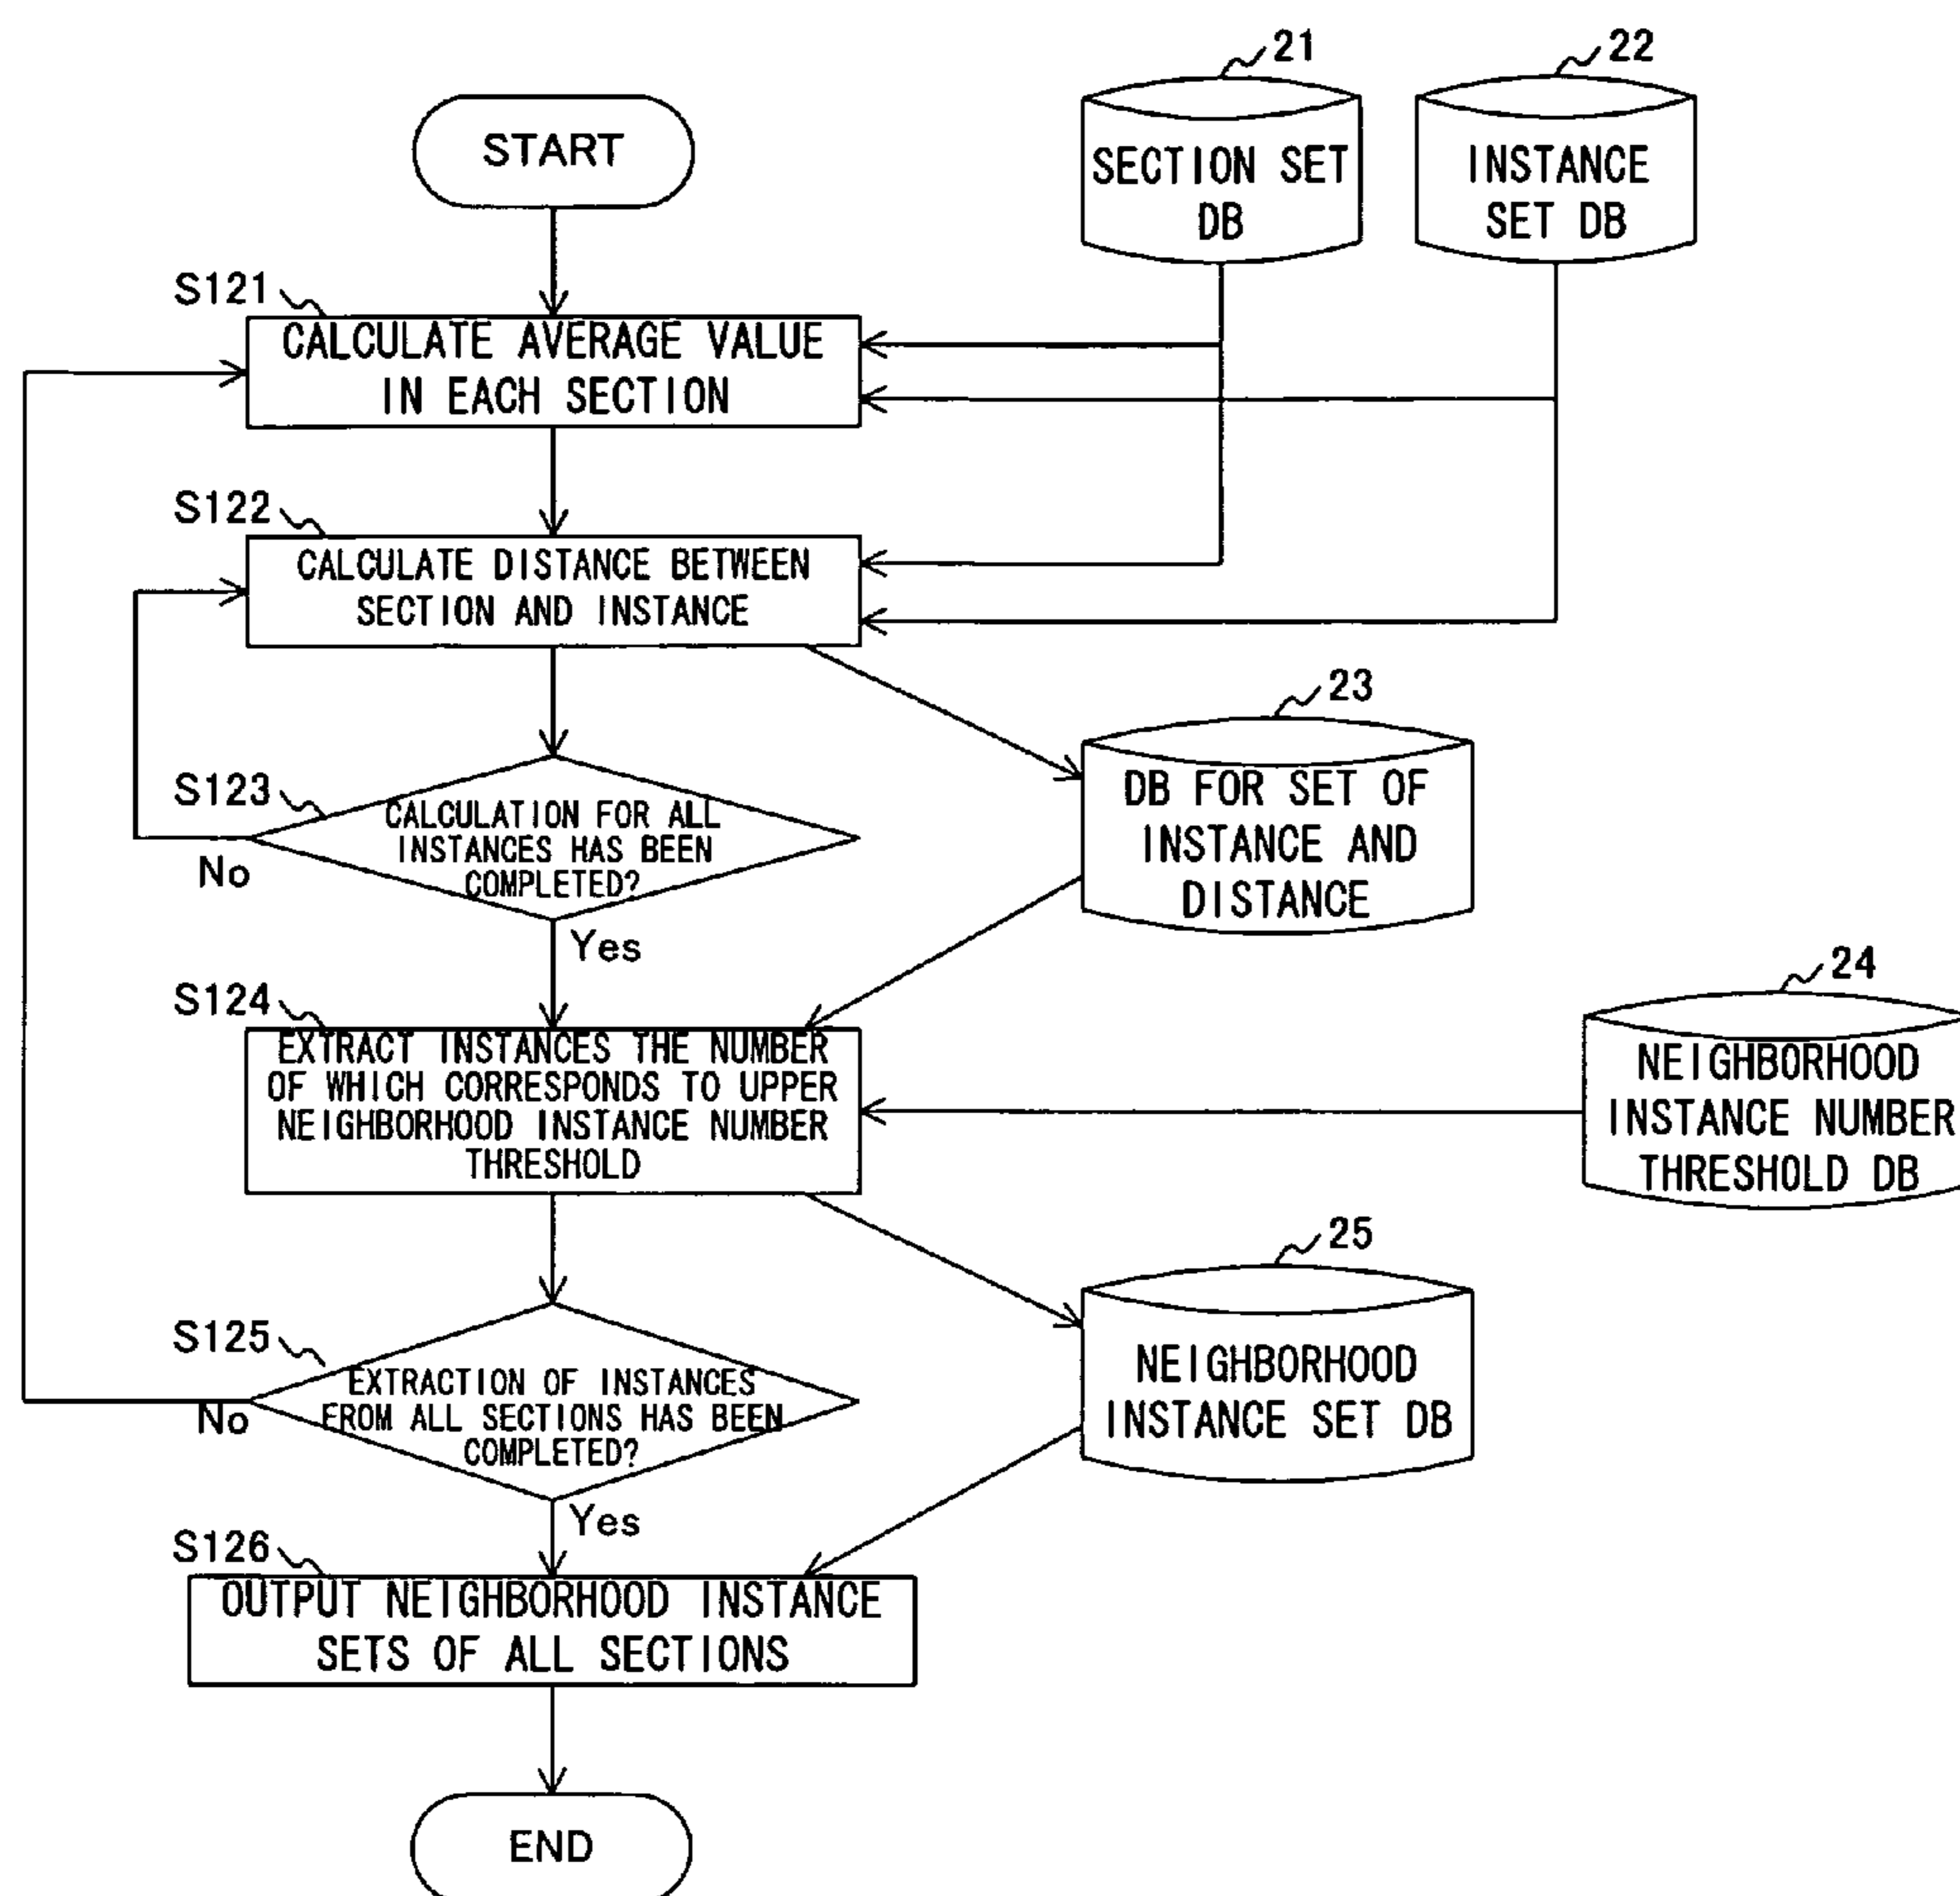 21
22
START
SECTION SET
DB
INSTANCE
SET DB
S121
CALCULATE AVERAGE VALUE
IN EACH SECTION
S122
CALCULATE DISTANCE BETWEEN
SECTION AND INSTANCE
23
DB FOR SET OF
INSTANCE AND
DISTANCE
S123
CALCULATION FOR ALL
INSTANCES HAS BEEN
COMPLETED?
No
Yes
24
NEIGHBORHOOD
INSTANCE NUMBER
THRESHOLD DB
S124
EXTRACT INSTANCES THE NUMBER
OF WHICH CORRESPONDS TO UPPER
NEIGHBORHOOD INSTANCE NUMBER
THRESHOLD
25
NEIGHBORHOOD
INSTANCE SET DB
S125
EXTRACTION OF INSTANCES
FROM ALL SECTIONS HAS BEEN
COMPLETED?
No
Yes
S126
OUTPUT NEIGHBORHOOD INSTANCE
SETS OF ALL SECTIONS
END